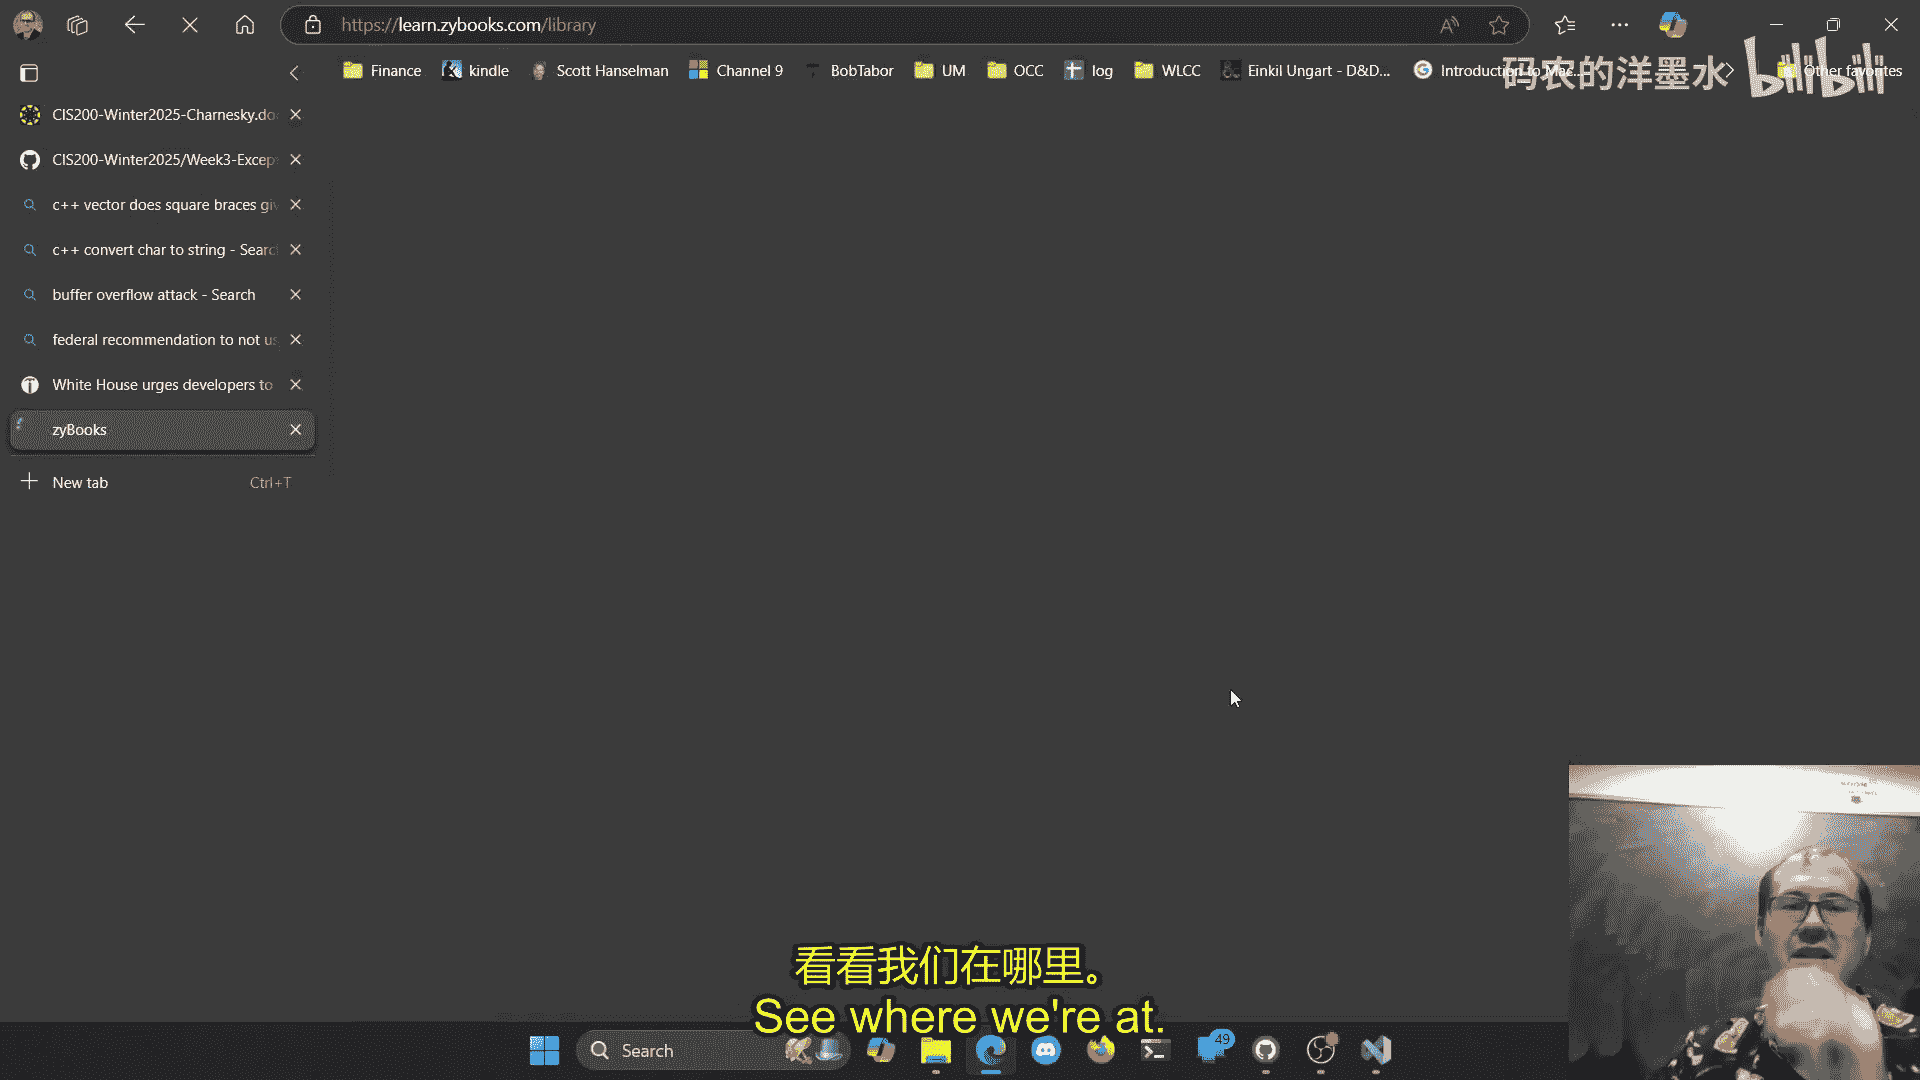 https://learn.zybooks.com/library
Finance
kindle
Scott Hanselman
Channel 9
BobTabor
UM
OCC
log
WLCC
Einkil Ungart - D&D...
Introduction to Mac...
Other favorites
码农的洋墨水
bilibili
CIS200-Winter2025-Charnesky.do
CIS200-Winter2025/Week3-Excep
c++ vector does square braces giv
c++ convert char to string - Searc
buffer overflow attack - Search
federal recommendation to not us
White House urges developers to
zyBooks
New tab
Ctrl+T
看看我们在哪里。
See where we're at.
Search
49